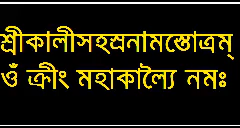 শ্রীকালীসহস্রনামস্তোত্রম্
ওঁ ক্রীং মহাকাল্যৈ নমঃ